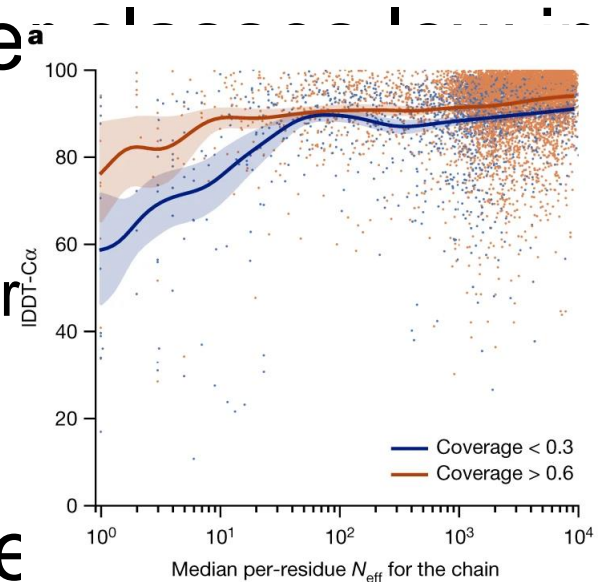 a
100
80
60
40
20
0
lDDT-Cα
Coverage < 0.3
Coverage > 0.6
10⁰ 10¹ 10² 10³ 10⁴
Median per-residue N_eff for the chain